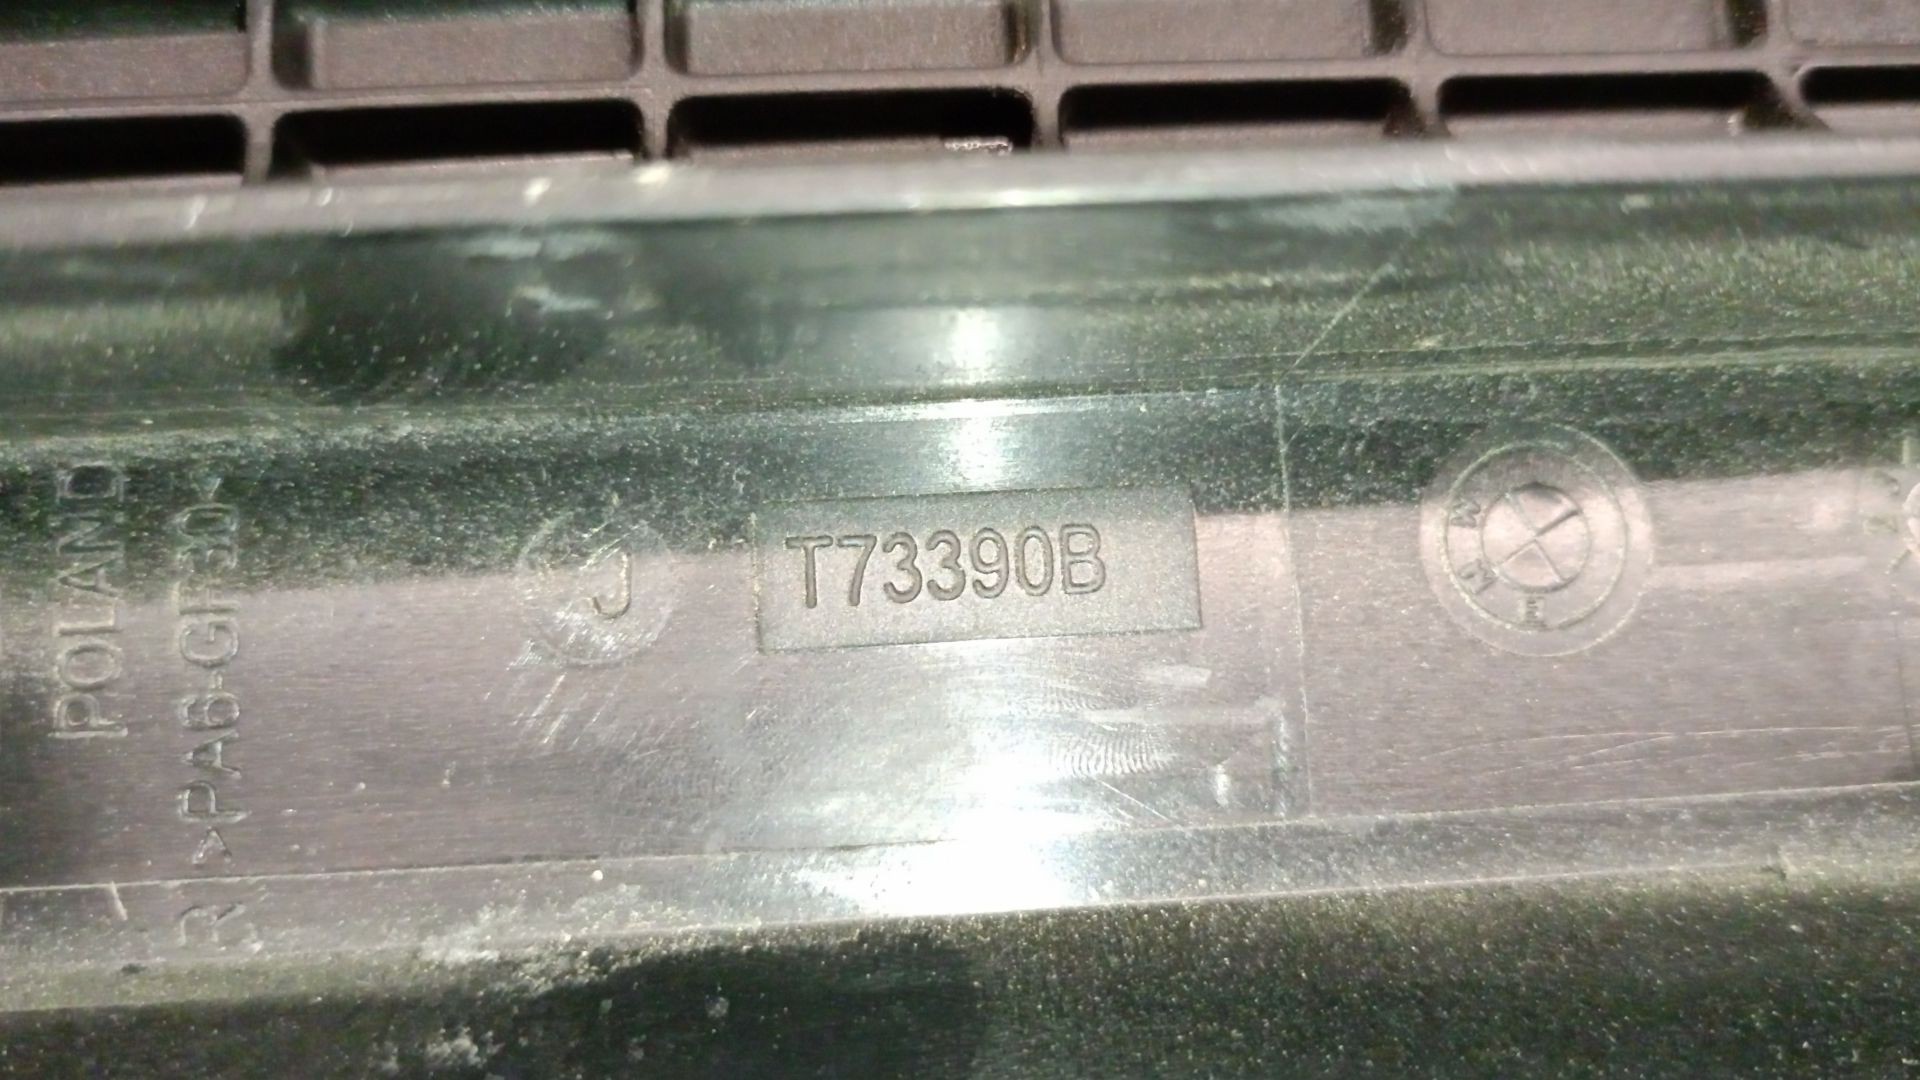 POLAND
>PA6-GF30<
R
J
T73390B
BMW